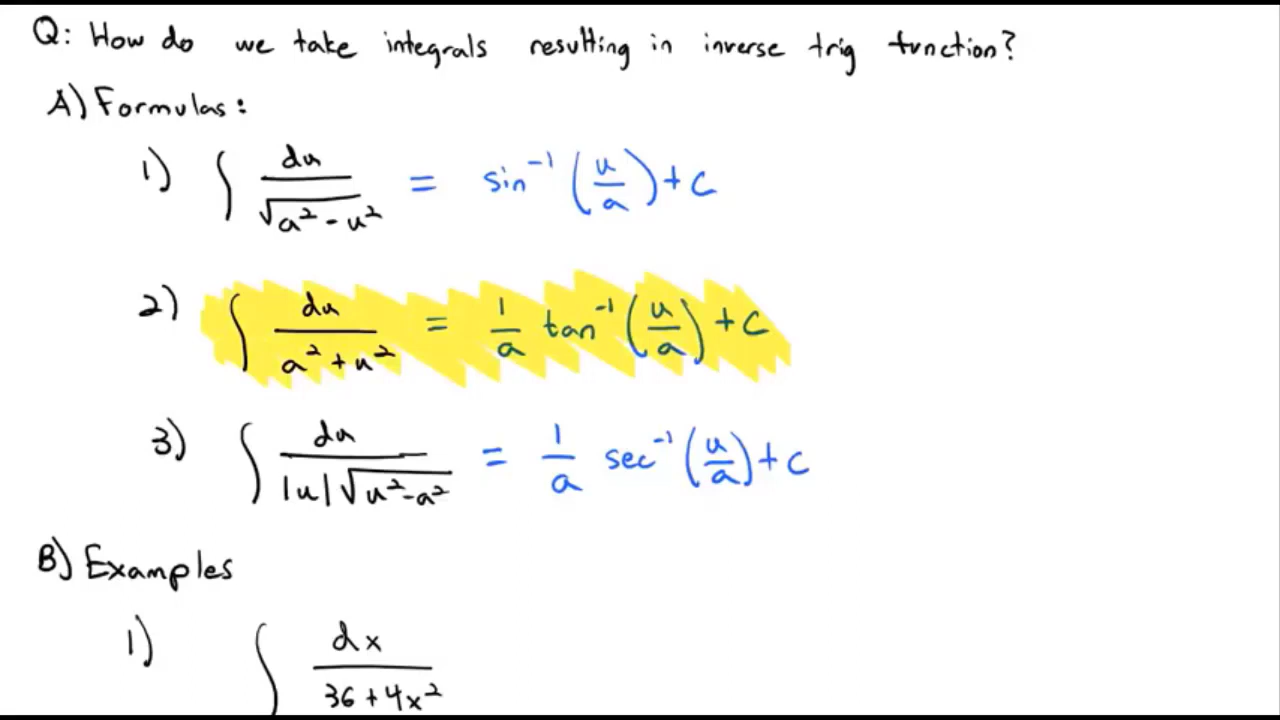 Q: How do we take integrals resulting in inverse trig function?
A) Formulas:
1) ∫ du / √(a² - u²) = sin⁻¹ (u/a) + c
2) ∫ du / (a² + u²) = 1/a tan⁻¹ (u/a) + c
3) ∫ du / (|u|√(u² - a²)) = 1/a sec⁻¹ (u/a) + c
B) Examples
1) ∫ dx / (36 + 4x²)